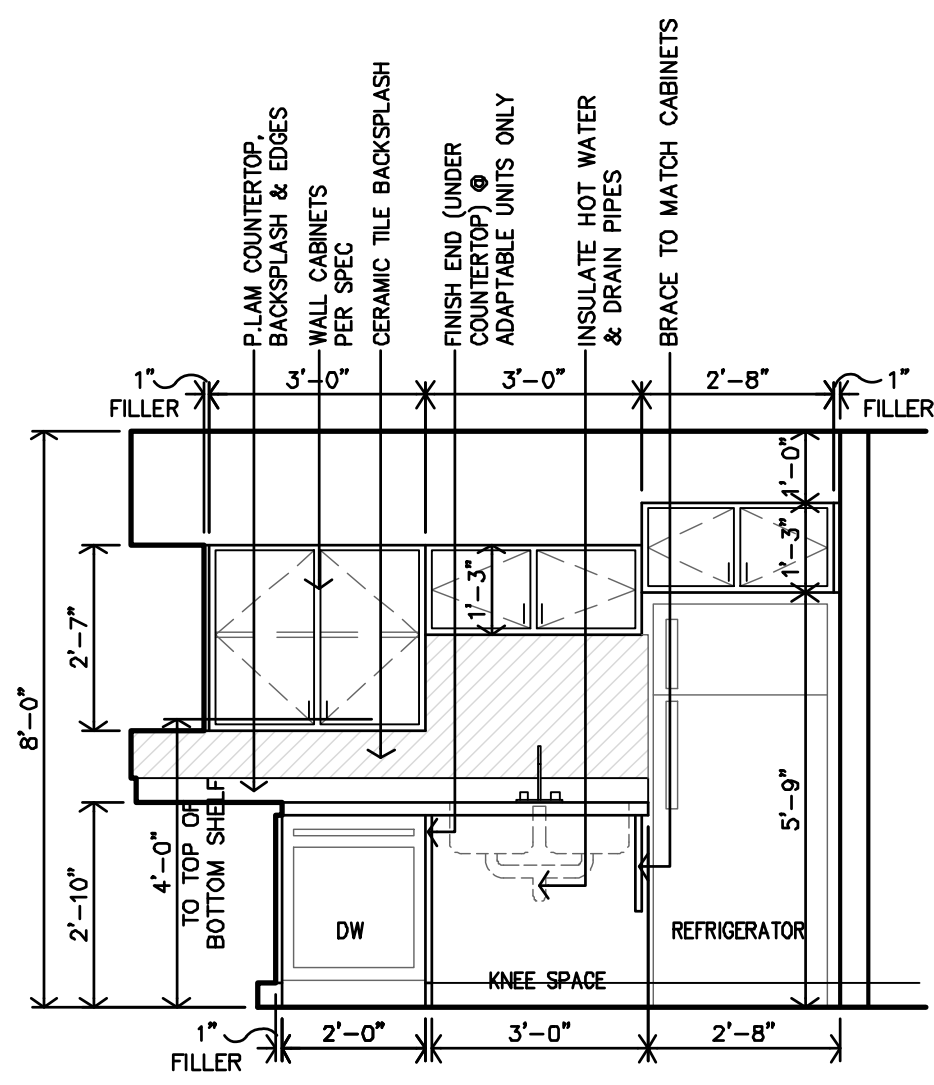 P.LAM COUNTERTOP,
BACKSPLASH & EDGES
WALL CABINETS
PER SPEC
CERAMIC TILE BACKSPLASH
FINISH END (UNDER
COUNTERTOP) @
ADAPTABLE UNITS ONLY
INSULATE HOT WATER
& DRAIN PIPES
BRACE TO MATCH CABINETS
1"
FILLER
3'-0"
3'-0"
2'-8"
1"
FILLER
1'-0"
1'-3"
1'-3"
2'-7"
8'-0"
5'-9"
4'-0"
TO TOP OF
BOTTOM SHELF
2'-10"
DW
REFRIGERATOR
KNEE SPACE
1"
FILLER
2'-0"
3'-0"
2'-8"